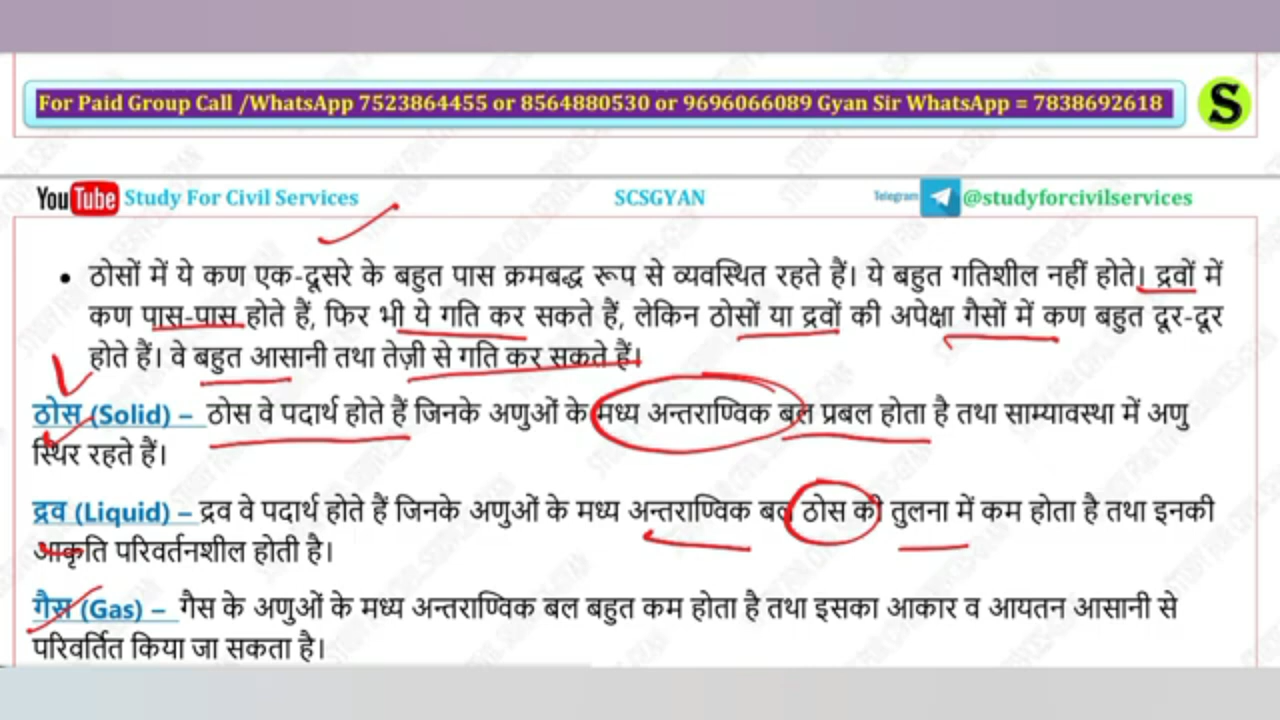 For Paid Group Call /WhatsApp 7523864455 or 8564880530 or 9696066089 Gyan Sir WhatsApp = 7838692618
S
YouTube Study For Civil Services SCSGYAN Telegram @studyforcivilservices
• ठोसों में ये कण एक-दूसरे के बहुत पास क्रमबद्ध रूप से व्यवस्थित रहते हैं। ये बहुत गतिशील नहीं होते। द्रवों में
कण पास-पास होते हैं, फिर भी ये गति कर सकते हैं, लेकिन ठोसों या द्रवों की अपेक्षा गैसों में कण बहुत दूर-दूर
होते हैं। वे बहुत आसानी तथा तेज़ी से गति कर सकते हैं।
ठोस (Solid) – ठोस वे पदार्थ होते हैं जिनके अणुओं के मध्य अन्तराण्विक बल प्रबल होता है तथा साम्यावस्था में अणु
स्थिर रहते हैं।
द्रव (Liquid) – द्रव वे पदार्थ होते हैं जिनके अणुओं के मध्य अन्तराण्विक बल ठोस की तुलना में कम होता है तथा इनकी
आकृति परिवर्तनशील होती है।
गैस (Gas) – गैस के अणुओं के मध्य अन्तराण्विक बल बहुत कम होता है तथा इसका आकार व आयतन आसानी से
परिवर्तित किया जा सकता है।